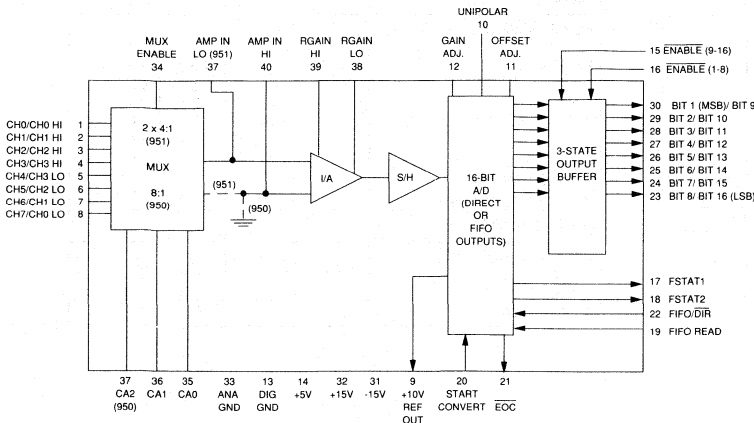 UNIPOLAR
10
MUX
ENABLE
34
AMP IN
LO (951)
37
AMP IN
HI
40
RGAIN
HI
39
RGAIN
LO
38
GAIN
ADJ.
12
OFFSET
ADJ.
11
15 ENABLE (9-16)
16 ENABLE (1-8)
CH0/CH0 HI 1
CH1/CH1 HI 2
CH2/CH2 HI 3
CH3/CH3 HI 4
CH4/CH3 LO 5
CH5/CH2 LO 6
CH6/CH1 LO 7
CH7/CH0 LO 8
2 x 4:1
(951)
MUX
8:1
(950)
(951)
(950)
I/A
S/H
16-BIT
A/D
(DIRECT
OR
FIFO
OUTPUTS)
3-STATE
OUTPUT
BUFFER
30 BIT 1 (MSB)/ BIT 9
29 BIT 2/ BIT 10
28 BIT 3/ BIT 11
27 BIT 4/ BIT 12
26 BIT 5/ BIT 13
25 BIT 6/ BIT 14
24 BIT 7/ BIT 15
23 BIT 8/ BIT 16 (LSB)
17 FSTAT1
18 FSTAT2
22 FIFO/DIR
19 FIFO READ
37
CA2
(950)
36
CA1
35
CA0
33
ANA
GND
13
DIG
GND
14
+5V
32
+15V
31
-15V
9
+10V
REF
OUT
20
START
CONVERT
21
EOC